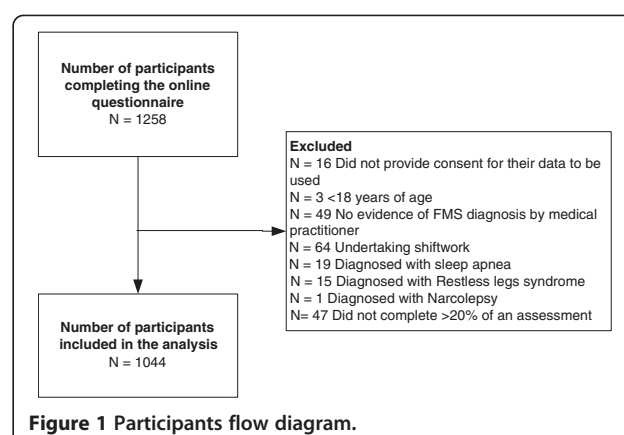 Number of participants
completing the online
questionnaire
N = 1258
Excluded
N = 16 Did not provide consent for their data to be
used
N = 3 <18 years of age
N = 49 No evidence of FMS diagnosis by medical
practitioner
N = 64 Undertaking shiftwork
N = 19 Diagnosed with sleep apnea
N = 15 Diagnosed with Restless legs syndrome
N = 1 Diagnosed with Narcolepsy
N= 47 Did not complete >20% of an assessment
Number of participants
included in the analysis
N = 1044
Figure 1 Participants flow diagram.